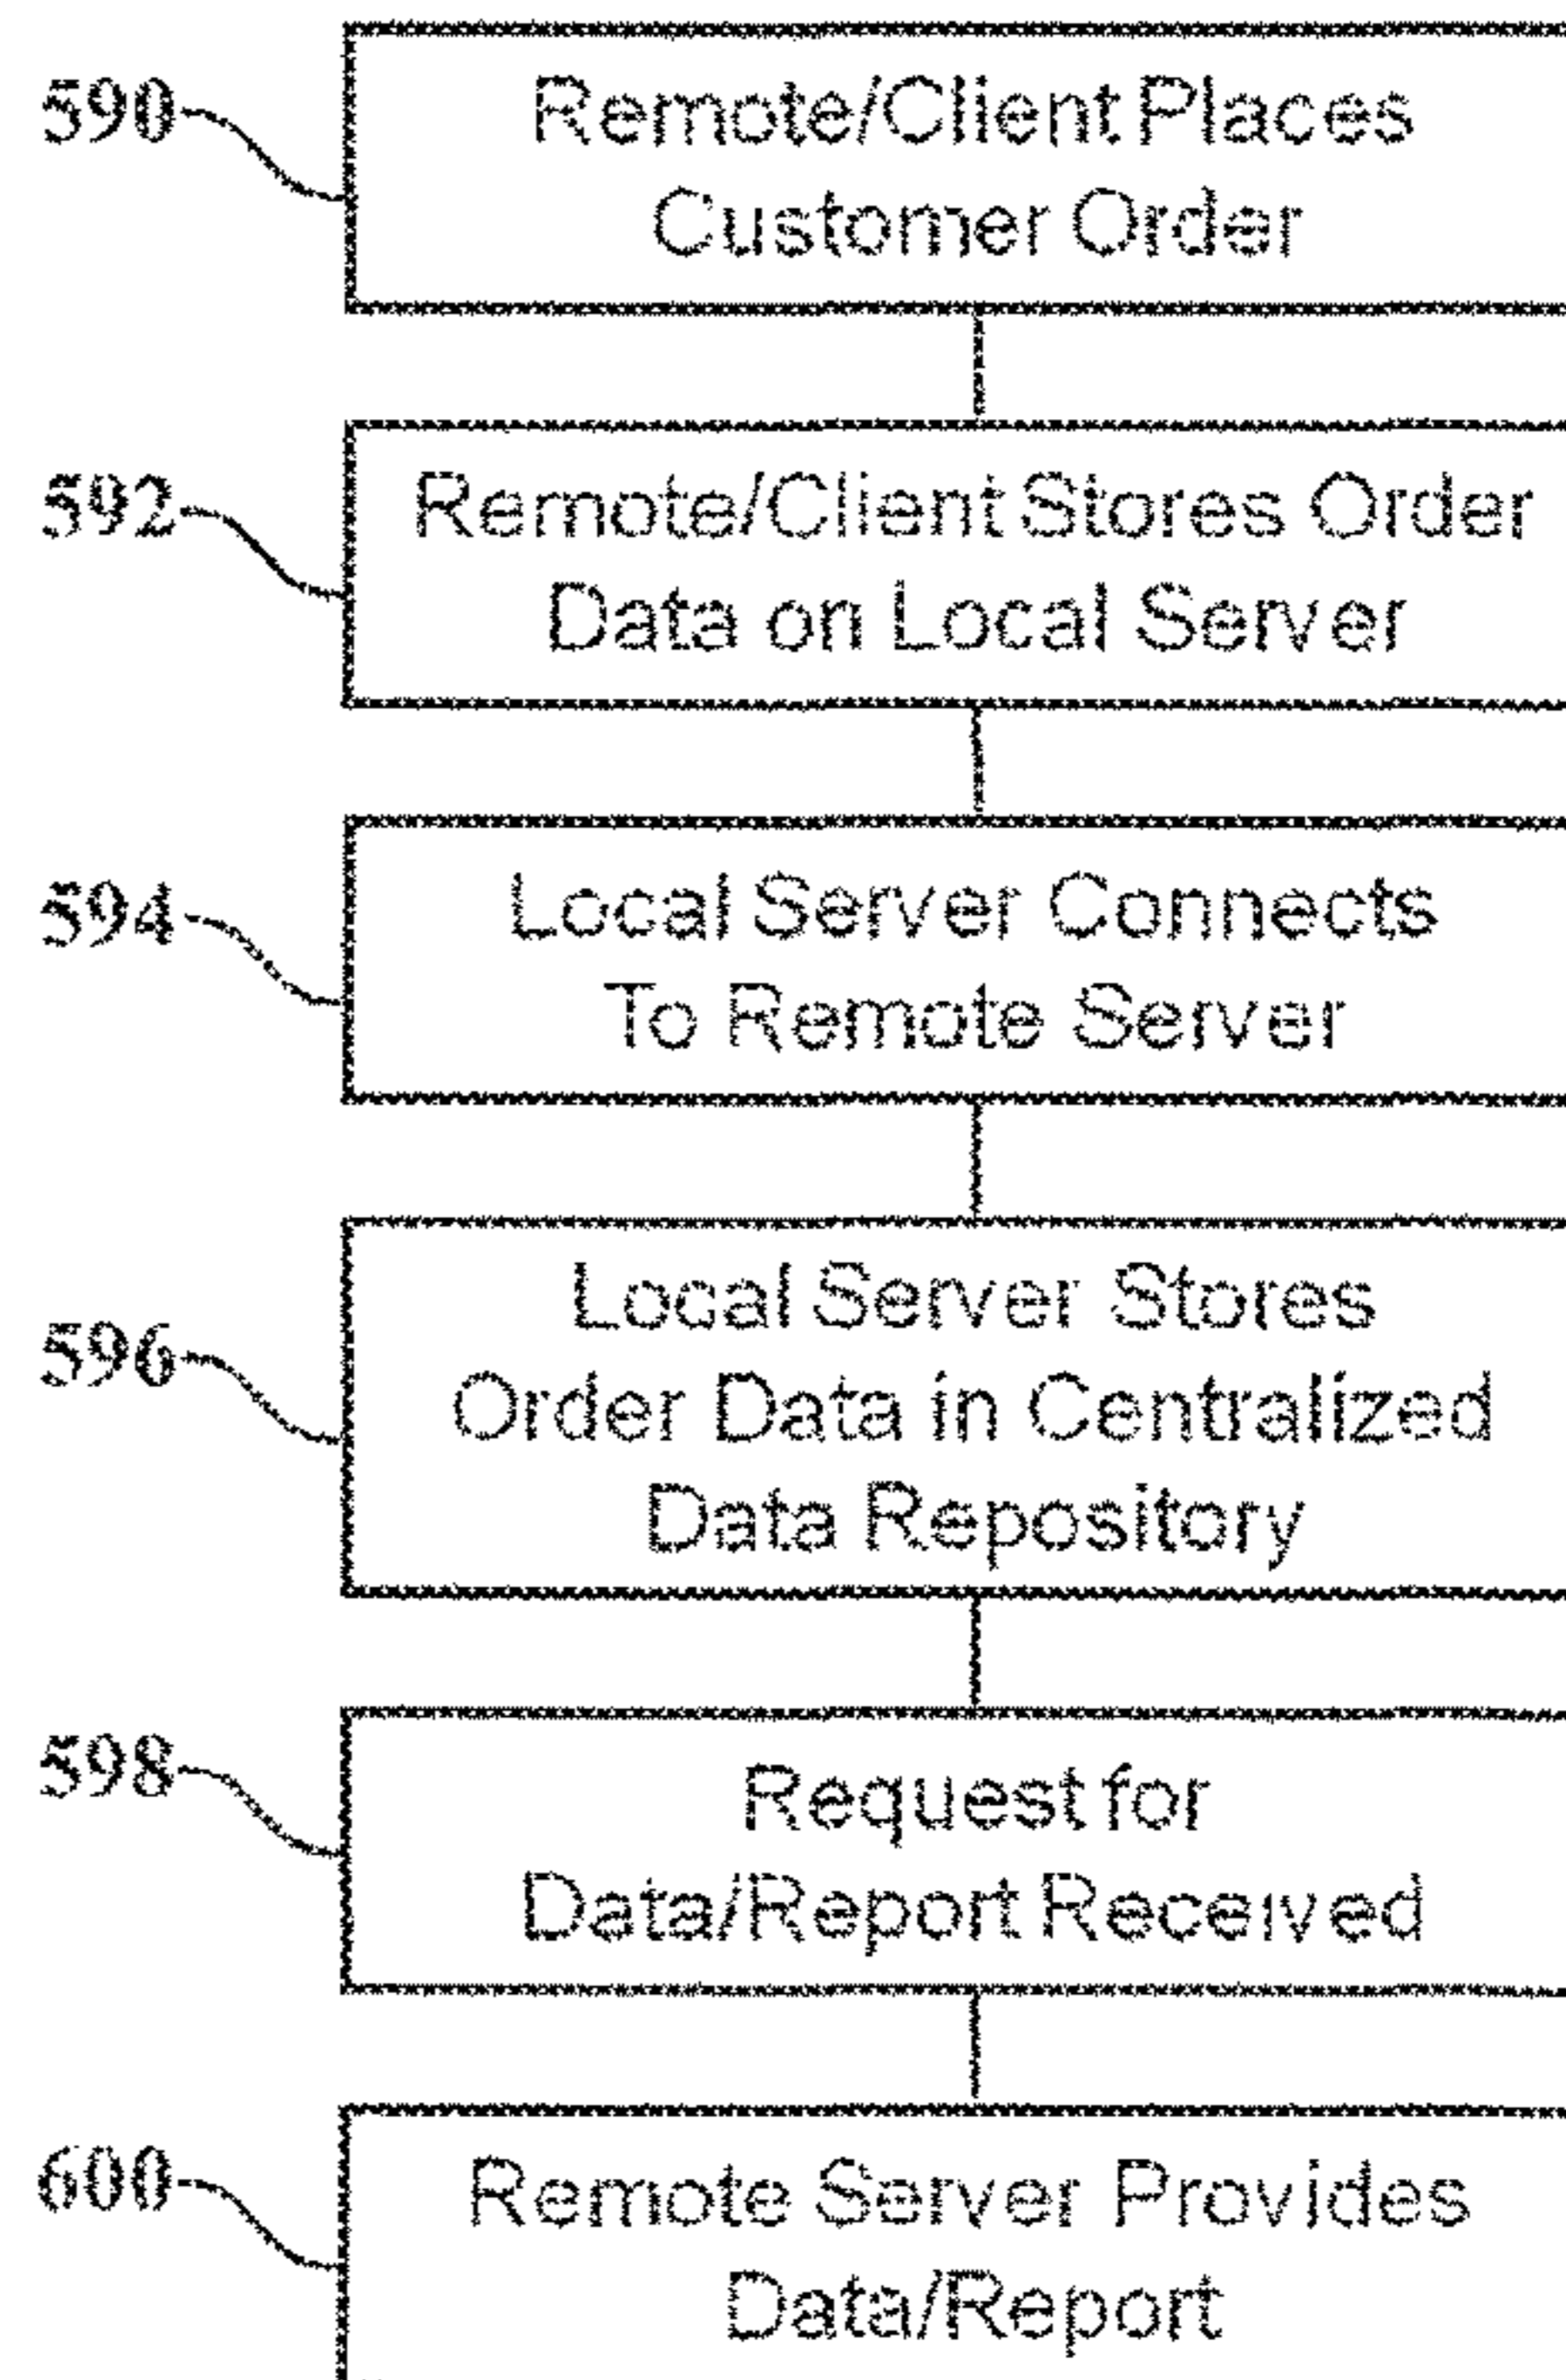 590
Remote/Client Places
Customer Order
592
Remote/Client Stores Order
Data on Local Server
594
Local Server Connects
To Remote Server
596
Local Server Stores
Order Data in Centralized
Data Repository
598
Request for
Data/Report Received
600
Remote Server Provides
Data/Report